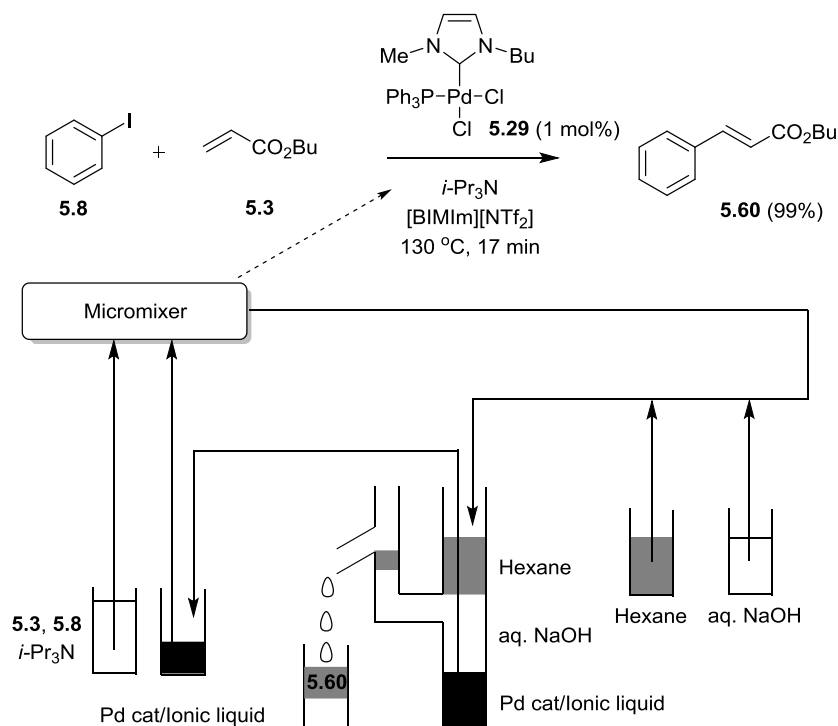 Me
N
N
Bu
Ph3P
Pd
Cl
Cl
5.29 (1 mol%)
I
+
CO2Bu
CO2Bu
5.8
5.3
i-Pr3N
[BIMIm][NTf2]
130 oC, 17 min
5.60 (99%)
Micromixer
Hexane
aq. NaOH
Pd cat/Ionic liquid
Hexane
aq. NaOH
5.3, 5.8
i-Pr3N
5.60
Pd cat/Ionic liquid